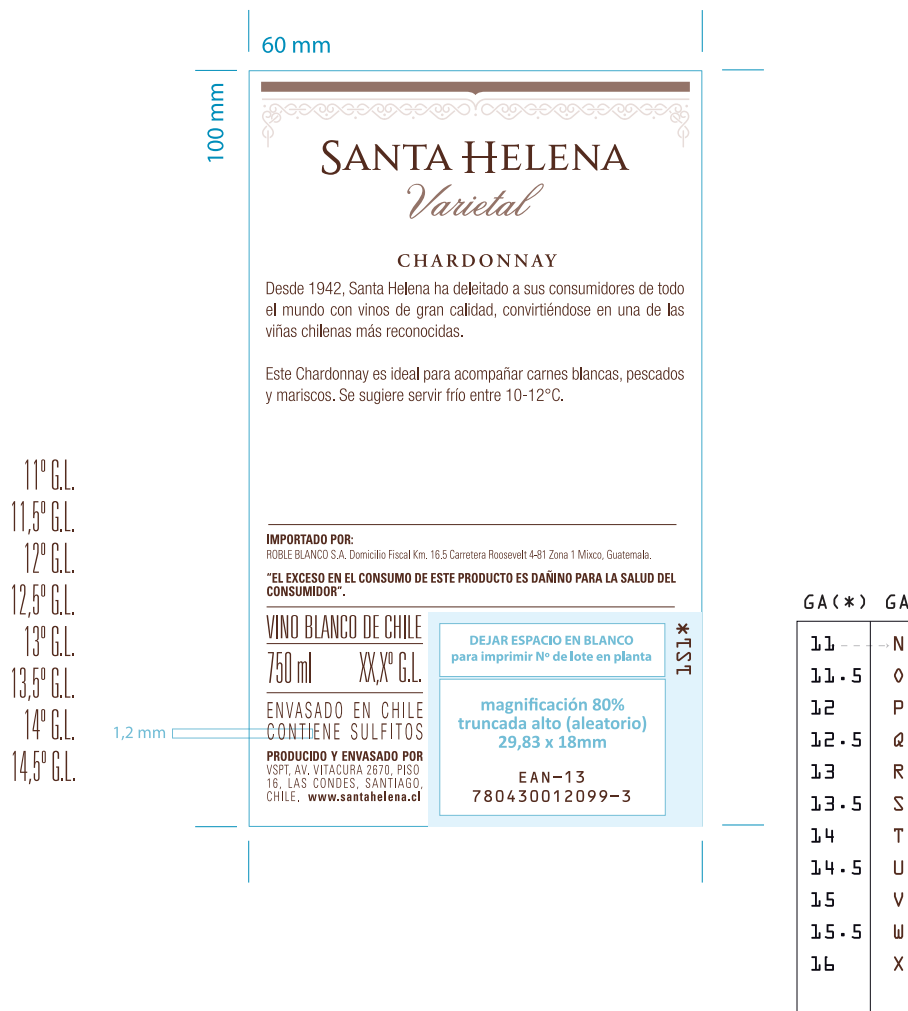 60 mm
100 mm
SANTA HELENA
Varietal
CHARDONNAY
Desde 1942, Santa Helena ha deleitado a sus consumidores de todo
el mundo con vinos de gran calidad, convirtiéndose en una de las
viñas chilenas más reconocidas.
Este Chardonnay es ideal para acompañar carnes blancas, pescados
y mariscos. Se sugiere servir frío entre 10-12°C.
11º G.L.
11,5º G.L.
12º G.L.
12,5º G.L.
13º G.L.
13,5º G.L.
14º G.L.
14,5º G.L.
IMPORTADO POR:
ROBLE BLANCO S.A. Domicilio Fiscal Km. 16.5 Carretera Roosevelt 4-81 Zona 1 Mixco, Guatemala.
"EL EXCESO EN EL CONSUMO DE ESTE PRODUCTO ES DAÑINO PARA LA SALUD DEL
CONSUMIDOR".
VINO BLANCO DE CHILE
750 ml XX,Xº G.L.
ENVASADO EN CHILE
CONTIENE SULFITOS
1,2 mm
PRODUCIDO Y ENVASADO POR
VSPT, AV. VITACURA 2670, PISO
16, LAS CONDES, SANTIAGO,
CHILE. www.santahelena.cl
DEJAR ESPACIO EN BLANCO
para imprimir Nº de lote en planta
magnificación 80%
truncada alto (aleatorio)
29,83 x 18mm
EAN-13
780430012099-3
121*
GA(*) GA
11 N
11.5 O
12 P
12.5 Q
13 R
13.5 S
14 T
14.5 U
15 V
15.5 W
16 X